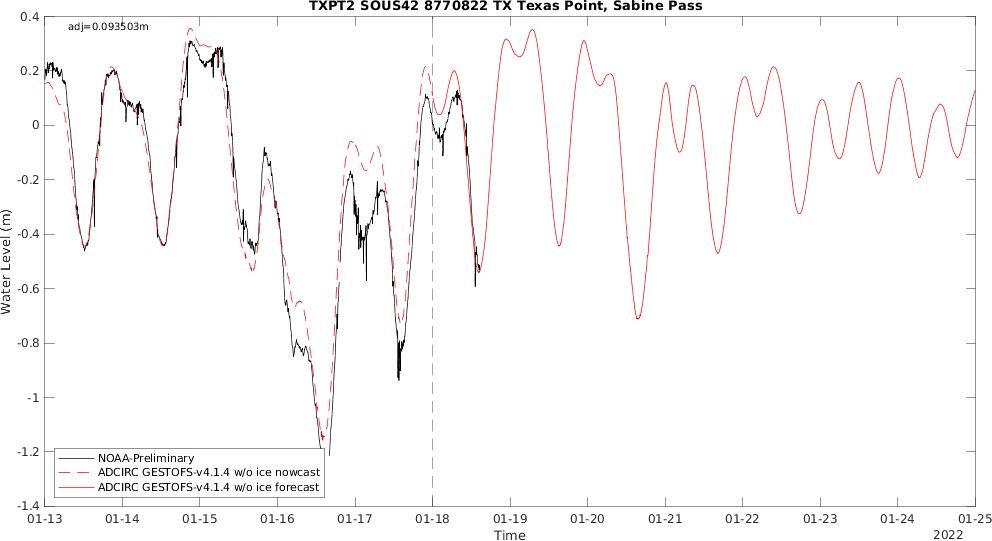 TXPT2 SOUS42 8770822 TX Texas Point, Sabine Pass
adj=0.093503m
0.4
0.2
0
-0.2
-0.4
-0.6
-0.8
-1
-1.2
-1.4
Water Level (m)
NOAA-Preliminary
ADCIRC GESTOFS-v4.1.4 w/o ice nowcast
ADCIRC GESTOFS-v4.1.4 w/o ice forecast
01-13 01-14 01-15 01-16 01-17 01-18 01-19 01-20 01-21 01-22 01-23 01-24 01-25
Time
2022